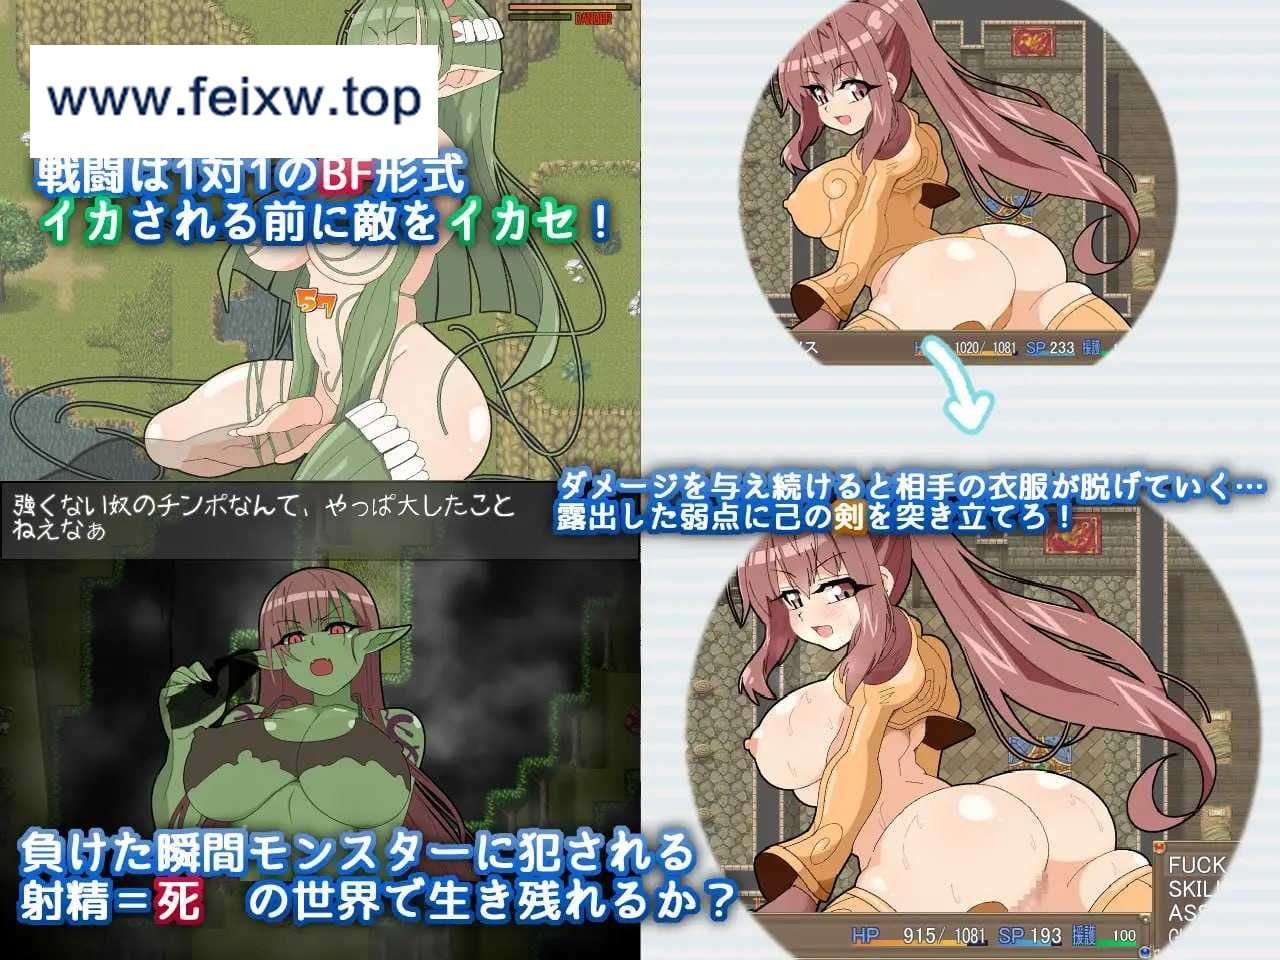 DANGER
www.feixw.top
戦闘は1対1のBF形式
イカされる前に敵をイカセ！
57
1020/ 1081 SP 233 援護
ダメージを与え続けると相手の衣服が脱げていく…
露出した弱点に己の剣を突き立てろ！
強くない奴のチンポなんて、やっぱ大したこと
ねえなぁ
負けた瞬間モンスターに犯される
射精＝死 の世界で生き残れるか？
FUCK
HP 915/ 1081 SP 193 援護 100